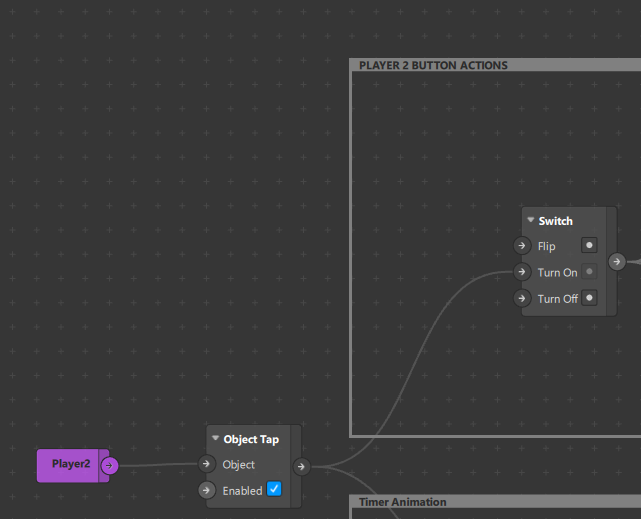 PLAYER 2 BUTTON ACTIONS
Switch
Flip
Turn On
Turn Off
Player2
Object Tap
Object
Enabled
Timer Animation